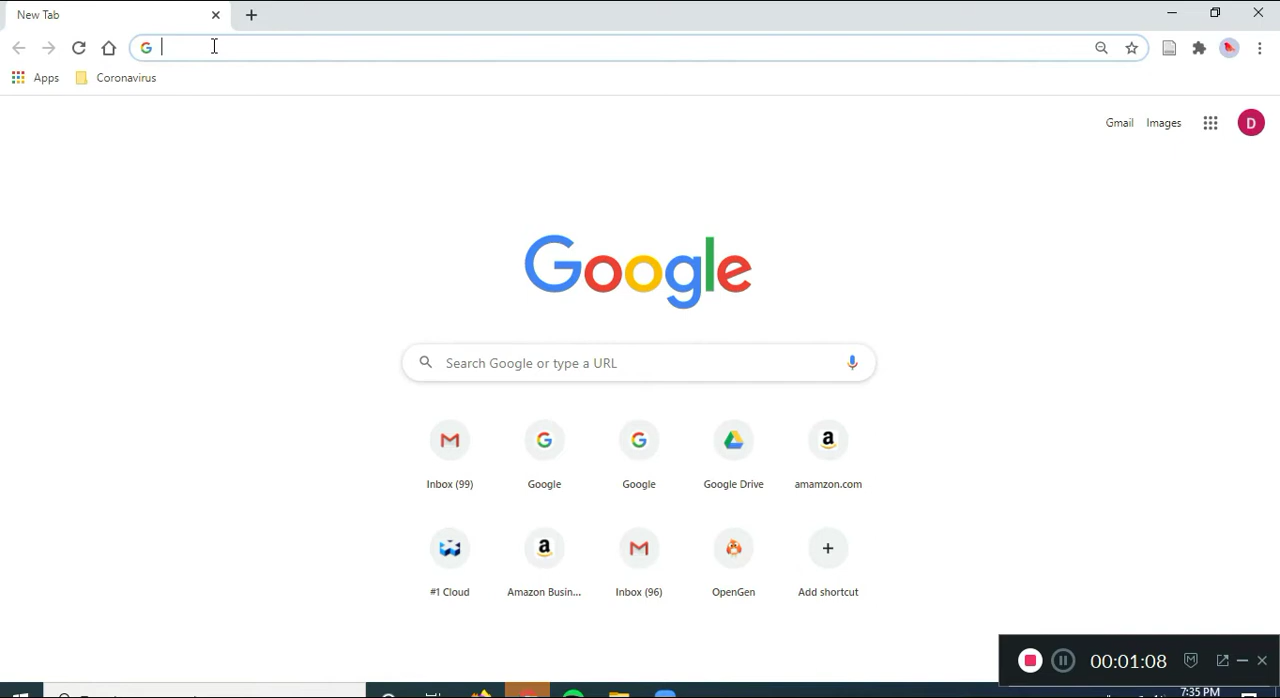 New Tab
Apps
Coronavirus
Gmail Images
D
Google
Search Google or type a URL
Inbox (99) Google Google Google Drive amamzon.com
#1 Cloud Amazon Busin... Inbox (96) OpenGen Add shortcut
00:01:08
7:35 PM